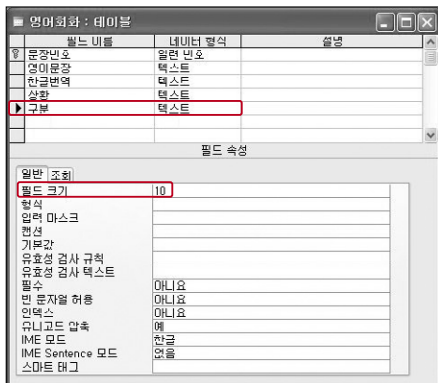 영어회화 : 테이블
필드 이름 데이터 형식 설명
문장번호 일련 번호
영어문장 텍스트
한글번역 텍스트
상황 텍스트
구분 텍스트
필드 속성
일반 조회
필드 크기 10
형식
입력 마스크
캡션
기본값
유효성 검사 규칙
유효성 검사 텍스트
필수 아니요
빈 문자열 허용 아니요
인덱스 아니요
유니코드 압축 예
IME 모드 한글
IME Sentence 모드 없음
스마트 태그